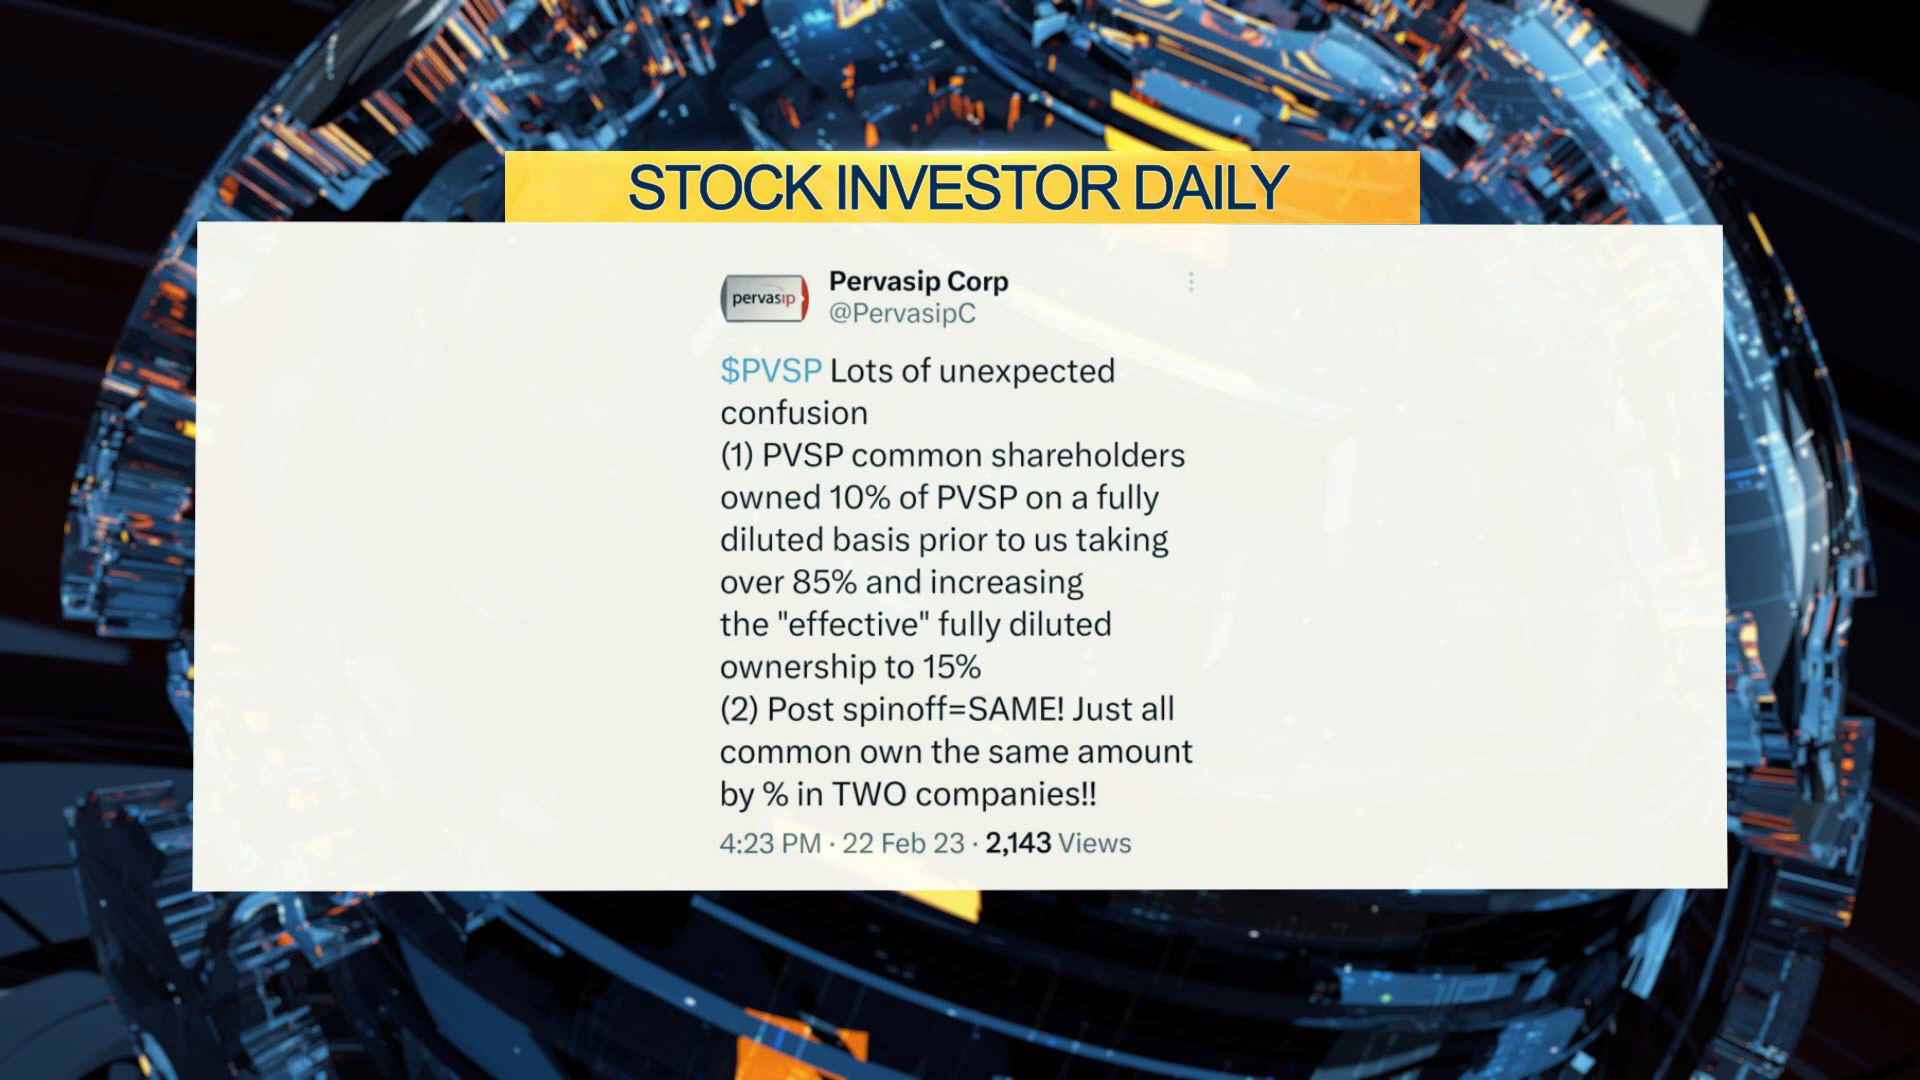 STOCK INVESTOR DAILY
pervasip
Pervasip Corp
@PervasipC
$PVSP Lots of unexpected
confusion
(1) PVSP common shareholders
owned 10% of PVSP on a fully
diluted basis prior to us taking
over 85% and increasing
the "effective" fully diluted
ownership to 15%
(2) Post spinoff=SAME! Just all
common own the same amount
by % in TWO companies!!
4:23 PM · 22 Feb 23 · 2,143 Views